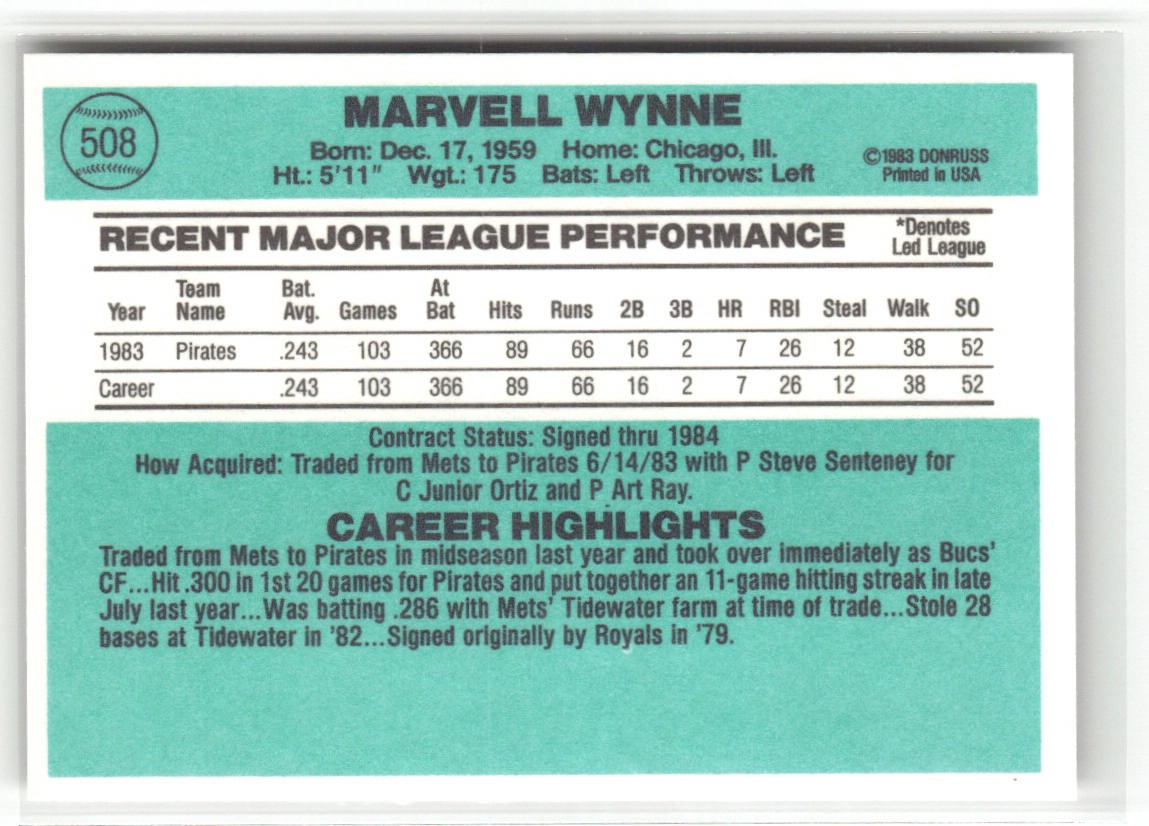 508
MARVELL WYNNE
Born: Dec. 17, 1959 Home: Chicago, Ill.
Ht.: 5'11" Wgt.: 175 Bats: Left Throws: Left
©1983 DONRUSS
Printed in USA
RECENT MAJOR LEAGUE PERFORMANCE
*Denotes
Led League
Year Team Name Bat. Avg. Games At Bat Hits Runs 2B 3B HR RBI Steal Walk SO
1983 Pirates .243 103 366 89 66 16 2 7 26 12 38 52
Career .243 103 366 89 66 16 2 7 26 12 38 52
Contract Status: Signed thru 1984
How Acquired: Traded from Mets to Pirates 6/14/83 with P Steve Senteney for
C Junior Ortiz and P Art Ray.
CAREER HIGHLIGHTS
Traded from Mets to Pirates in midseason last year and took over immediately as Bucs'
CF...Hit .300 in 1st 20 games for Pirates and put together an 11-game hitting streak in late
July last year...Was batting .286 with Mets' Tidewater farm at time of trade...Stole 28
bases at Tidewater in '82...Signed originally by Royals in '79.